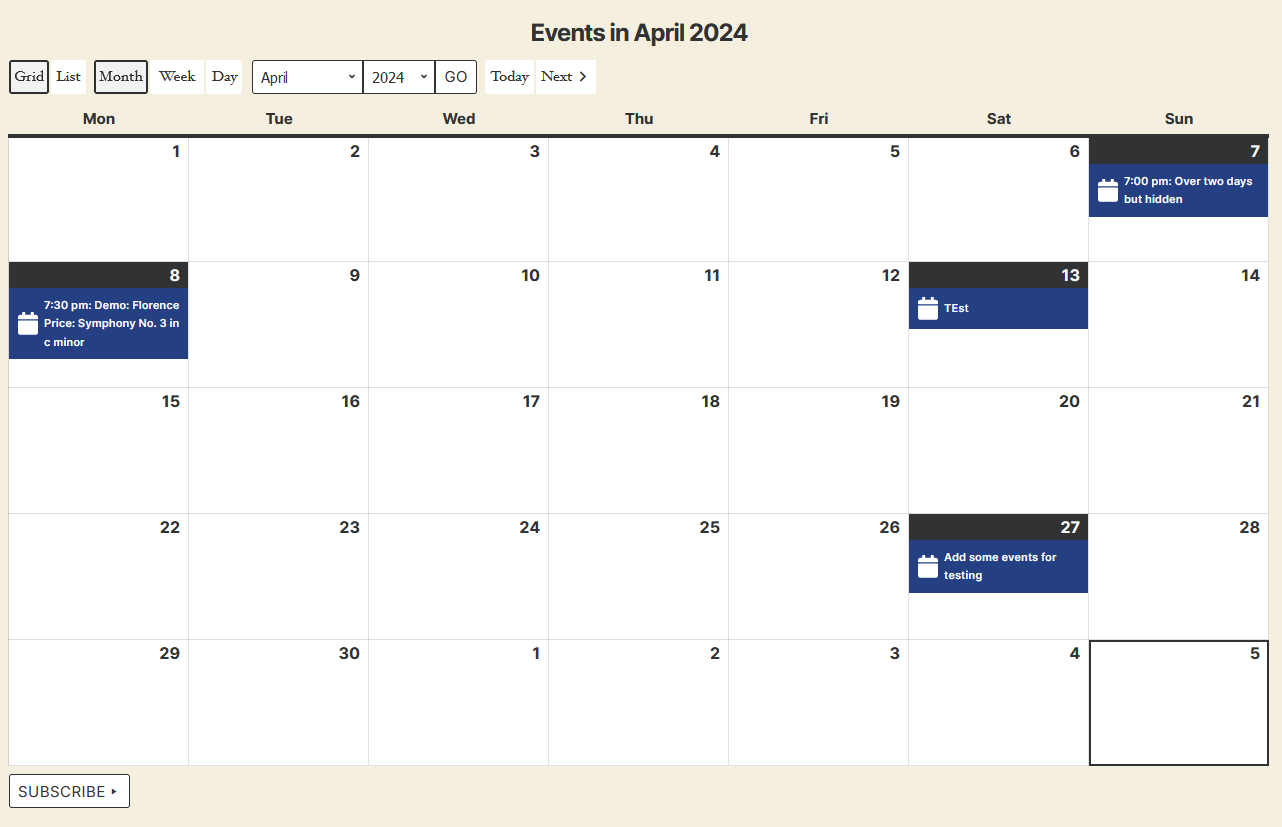 Events in April 2024
Grid List Month Week Day April 2024 GO Today Next
Mon Tue Wed Thu Fri Sat Sun
1 2 3 4 5 6 7
7:00 pm: Over two days
but hidden
8 9 10 11 12 13 14
7:30 pm: Demo: Florence
Price: Symphony No. 3 in
c minor
TEst
15 16 17 18 19 20 21
22 23 24 25 26 27 28
Add some events for
testing
29 30 1 2 3 4 5
SUBSCRIBE